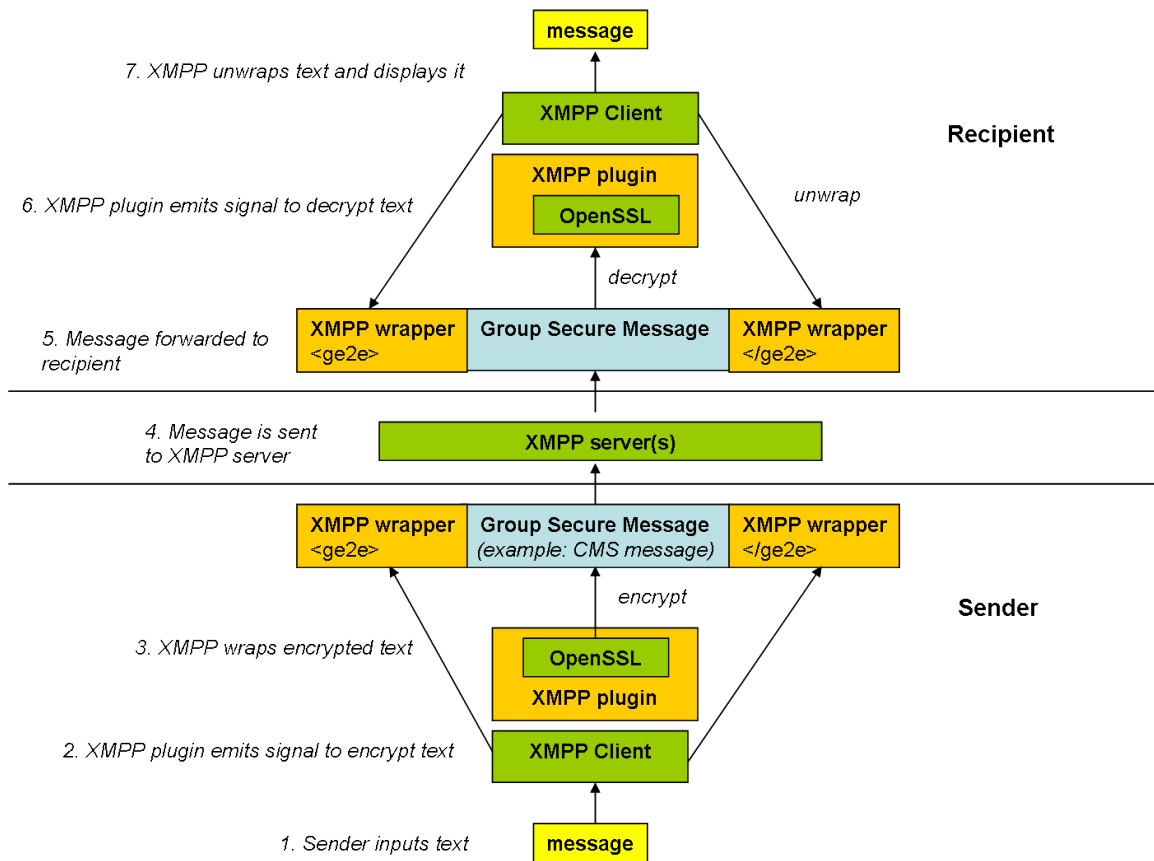 message
7. XMPP unwraps text and displays it
XMPP Client
Recipient
XMPP plugin
unwrap
6. XMPP plugin emits signal to decrypt text
OpenSSL
decrypt
XMPP wrapper
<ge2e>
Group Secure Message
XMPP wrapper
</ge2e>
5. Message forwarded to
recipient
4. Message is sent
to XMPP server
XMPP server(s)
XMPP wrapper
<ge2e>
Group Secure Message
(example: CMS message)
XMPP wrapper
</ge2e>
encrypt
Sender
3. XMPP wraps encrypted text
OpenSSL
XMPP plugin
2. XMPP plugin emits signal to encrypt text
XMPP Client
1. Sender inputs text
message